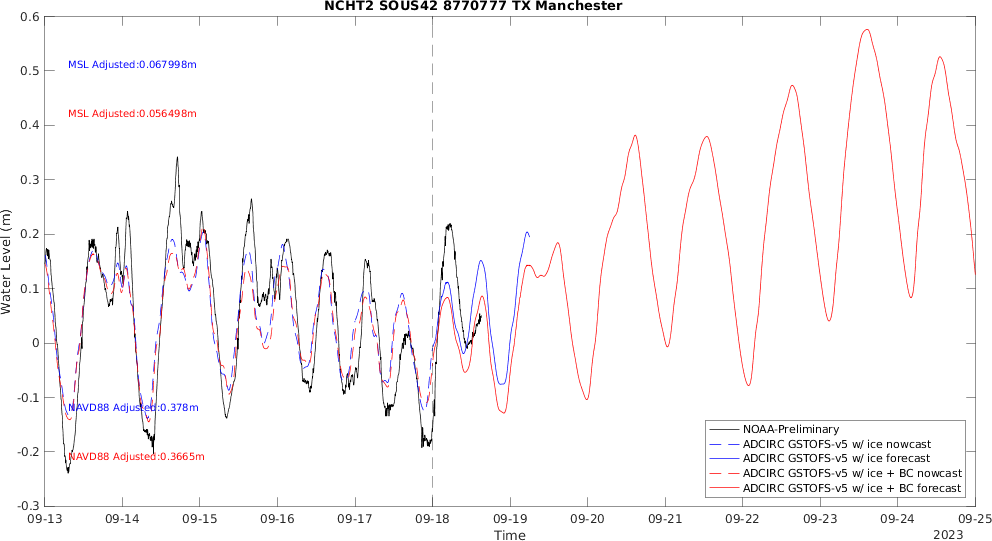 NCHT2 SOUS42 8770777 TX Manchester
0.6
0.5
0.4
0.3
0.2
0.1
0
-0.1
-0.2
-0.3
Water Level (m)
MSL Adjusted:0.067998m
MSL Adjusted:0.056498m
NAVD88 Adjusted:0.378m
NAVD88 Adjusted:0.3665m
NOAA-Preliminary
ADCIRC GSTOFS-v5 w/ ice nowcast
ADCIRC GSTOFS-v5 w/ ice forecast
ADCIRC GSTOFS-v5 w/ ice + BC nowcast
ADCIRC GSTOFS-v5 w/ ice + BC forecast
09-13 09-14 09-15 09-16 09-17 09-18 09-19 09-20 09-21 09-22 09-23 09-24 09-25
Time
2023